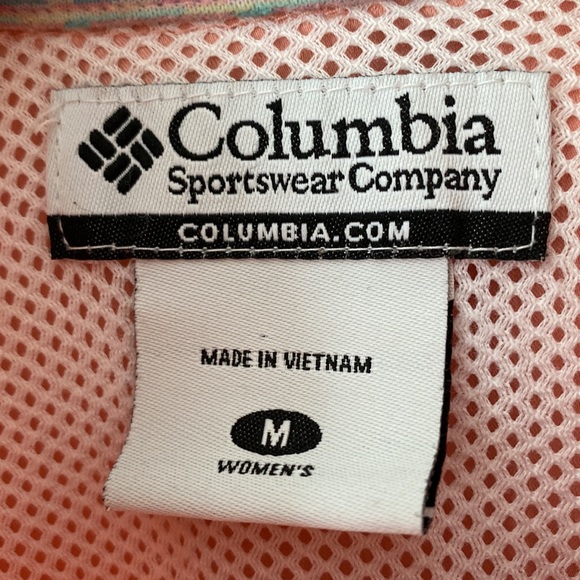 Columbia
Sportswear Company
COLUMBIA.COM
MADE IN VIETNAM
M
WOMEN'S